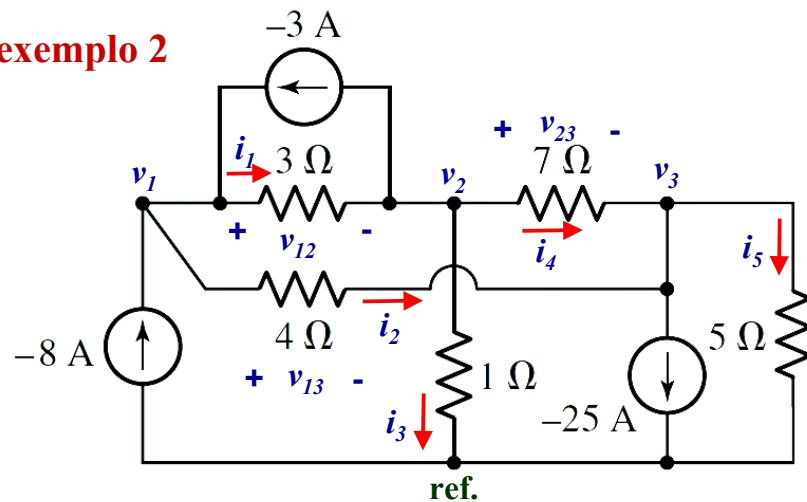 exemplo 2
–3 A
i1
3 Ω
+ v23 -
7 Ω
v1
v2
v3
+ v12 -
i4
i5
i2
–8 A
4 Ω
+ v13 -
1 Ω
5 Ω
i3
–25 A
ref.